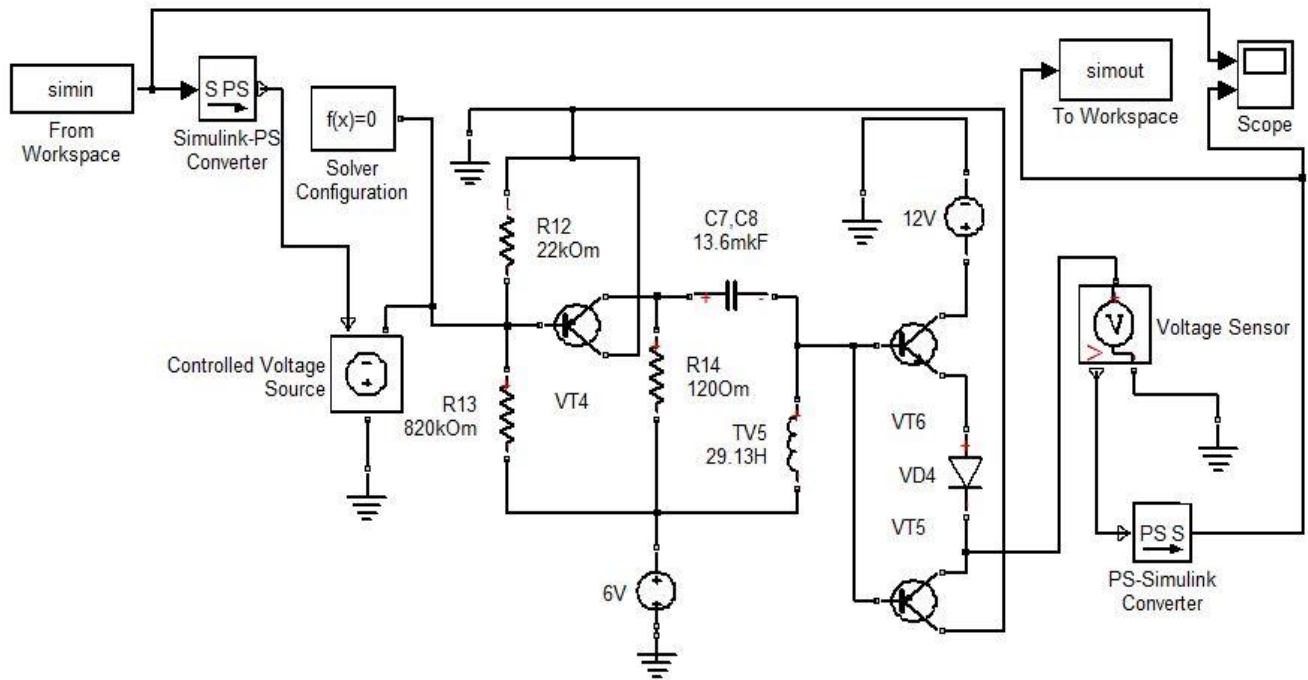 simin
From
Workspace
S PS
Simulink-PS
Converter
f(x)=0
Solver
Configuration
simout
To Workspace
Scope
R12
22kOm
C7,C8
13.6mkF
12V
+
-
V
Voltage Sensor
Controlled Voltage
Source
R13
820kOm
VT4
R14
120Om
TV5
29.13H
VT6
VD4
VT5
6V
PS S
PS-Simulink
Converter